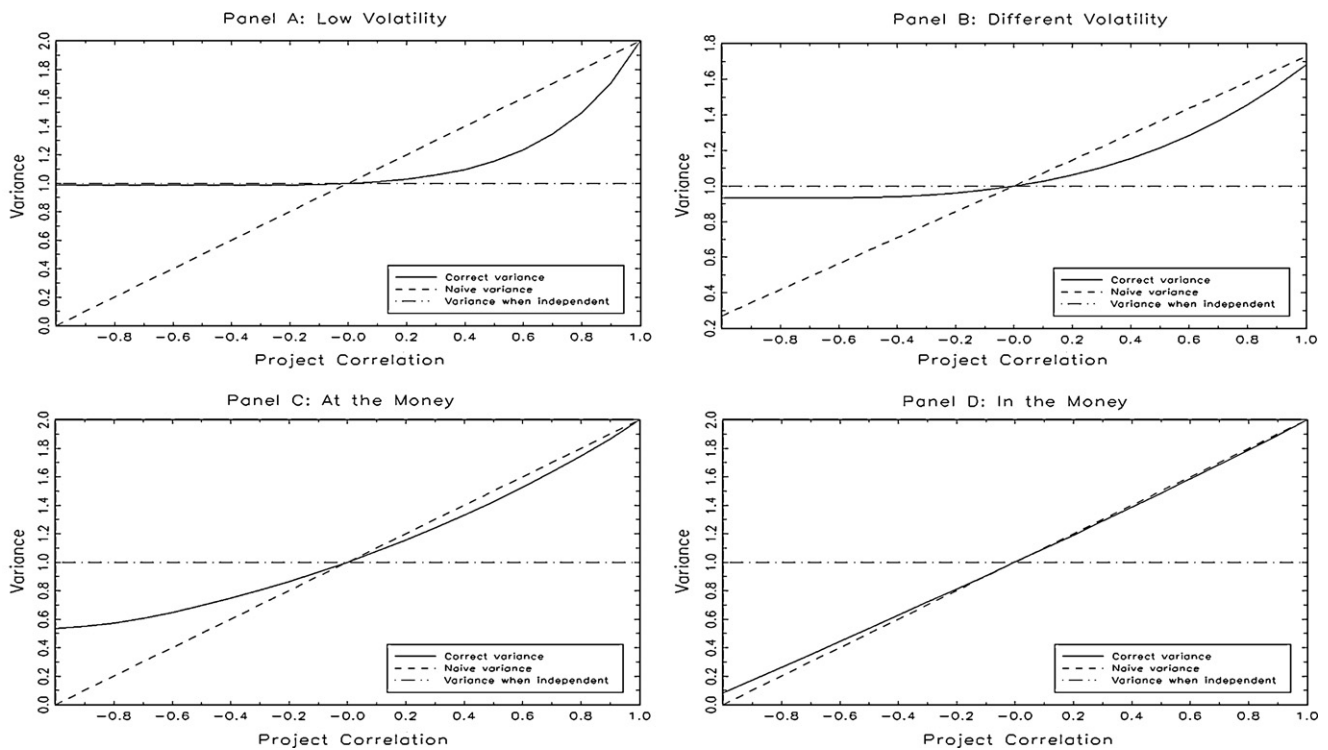 Panel A: Low Volatility
Variance
0.0 0.2 0.4 0.6 0.8 1.0 1.2 1.4 1.6 1.8 2.0
Correct variance
Naive variance
Variance when independent
−0.8 −0.6 −0.4 −0.2 −0.0 0.2 0.4 0.6 0.8 1.0
Project Correlation
Panel B: Different Volatility
Variance
0.2 0.4 0.6 0.8 1.0 1.2 1.4 1.6 1.8
Correct variance
Naive variance
Variance when independent
−0.8 −0.6 −0.4 −0.2 −0.0 0.2 0.4 0.6 0.8 1.0
Project Correlation
Panel C: At the Money
Variance
0.0 0.2 0.4 0.6 0.8 1.0 1.2 1.4 1.6 1.8 2.0
Correct variance
Naive variance
Variance when independent
−0.8 −0.6 −0.4 −0.2 −0.0 0.2 0.4 0.6 0.8 1.0
Project Correlation
Panel D: In the Money
Variance
0.0 0.2 0.4 0.6 0.8 1.0 1.2 1.4 1.6 1.8 2.0
Correct variance
Naive variance
Variance when independent
−0.8 −0.6 −0.4 −0.2 −0.0 0.2 0.4 0.6 0.8 1.0
Project Correlation